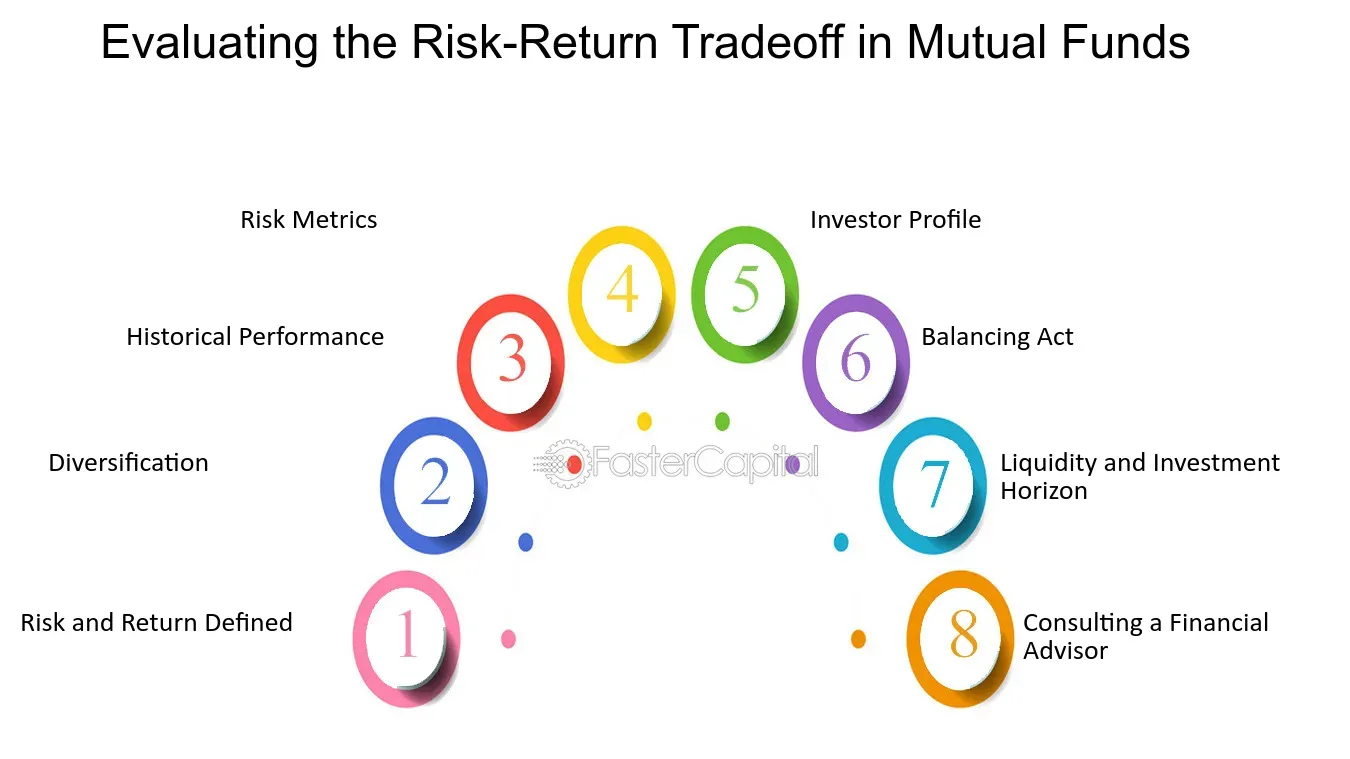 Evaluating the Risk-Return Tradeoff in Mutual Funds
Risk Metrics
Investor Profile
4
5
Historical Performance
3
6
Balancing Act
Diversification
2
FasterCapital
7
Liquidity and Investment
Horizon
Risk and Return Defined
1
8
Consulting a Financial
Advisor